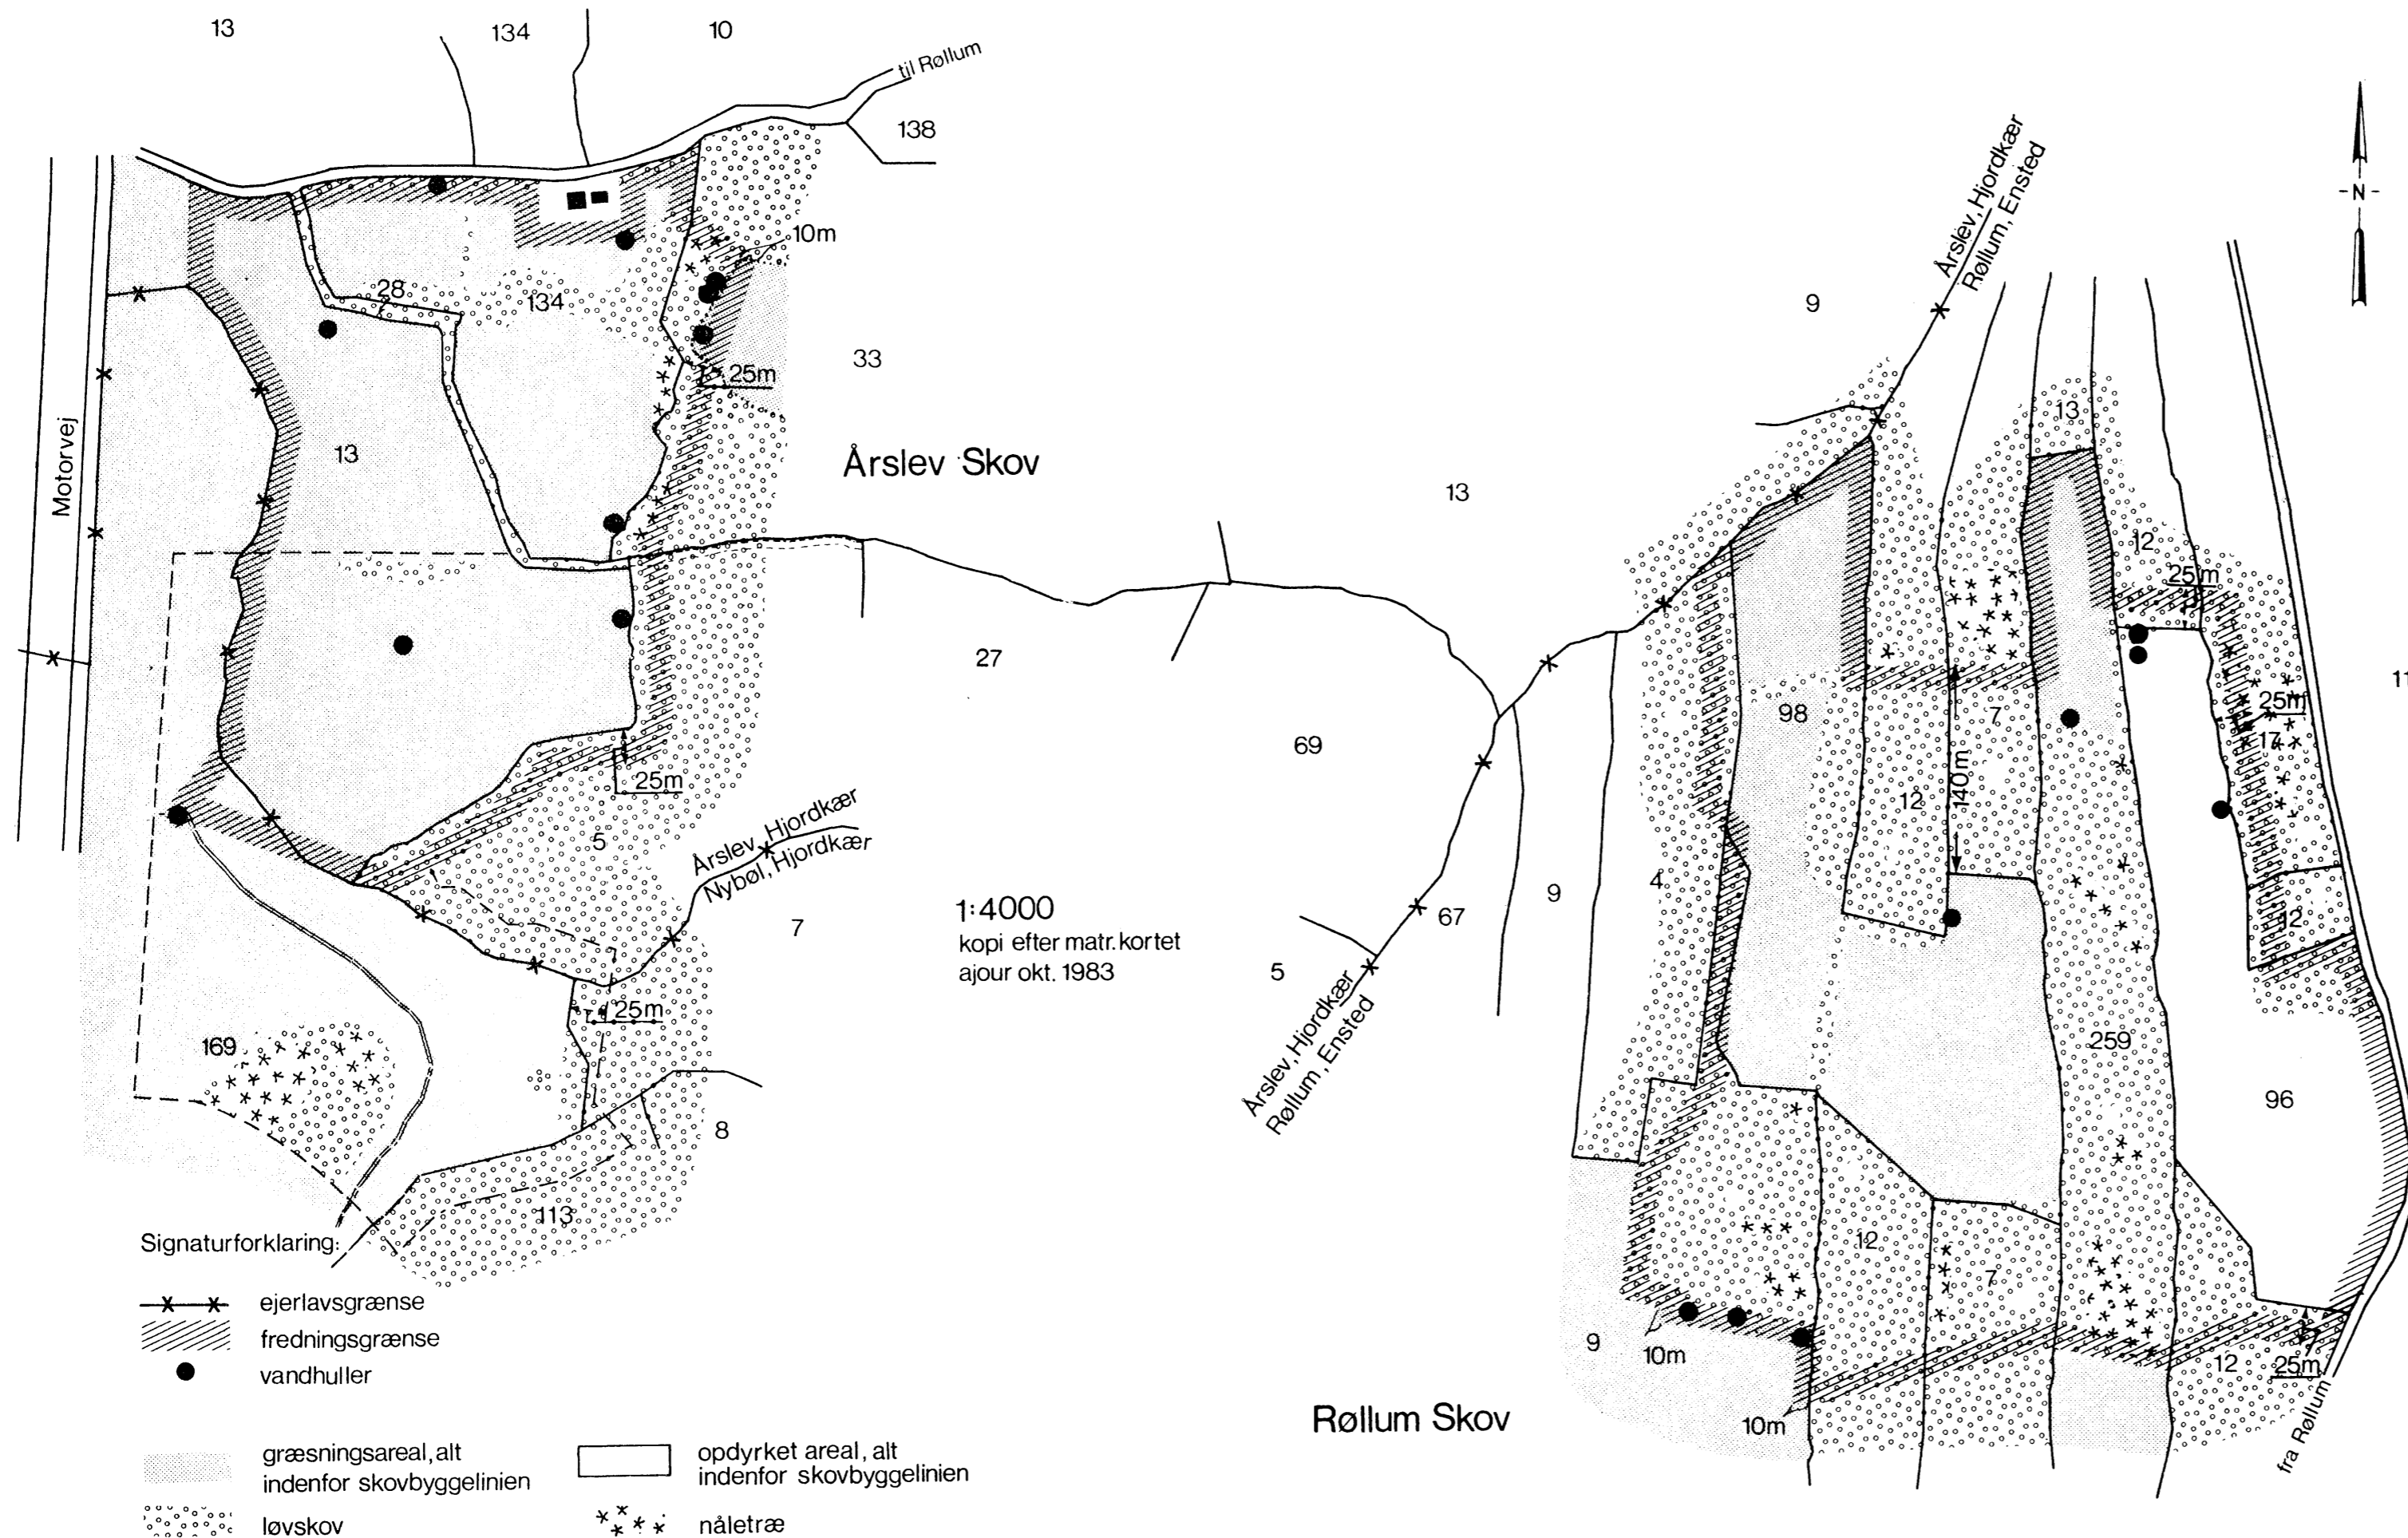 13
134
10
til Røllum
138
10m
28
134
33
25m
Motorvej
13
Årslev Skov
13
27
69
25m
5
Årslev, Hjordkær
Nybøl, Hjordkær
7
1:4000
kopi efter matr.kortet
ajour okt. 1983
25m
169
8
113
Årslev, Hjordkær
Røllum, Ensted
-N-
9
13
12
25m
11
98
7
25m
17
12
140m
4
9
67
5
12
Årslev, Hjordkær
Røllum, Ensted
259
96
12
7
9
10m
12
25m
10m
fra Røllum
Røllum Skov
Signaturforklaring:
ejerlavsgrænse
fredningsgrænse
vandhuller
græsningsareal, alt
indenfor skovbyggelinien
løvskov
opdyrket areal, alt
indenfor skovbyggelinien
nåletræ